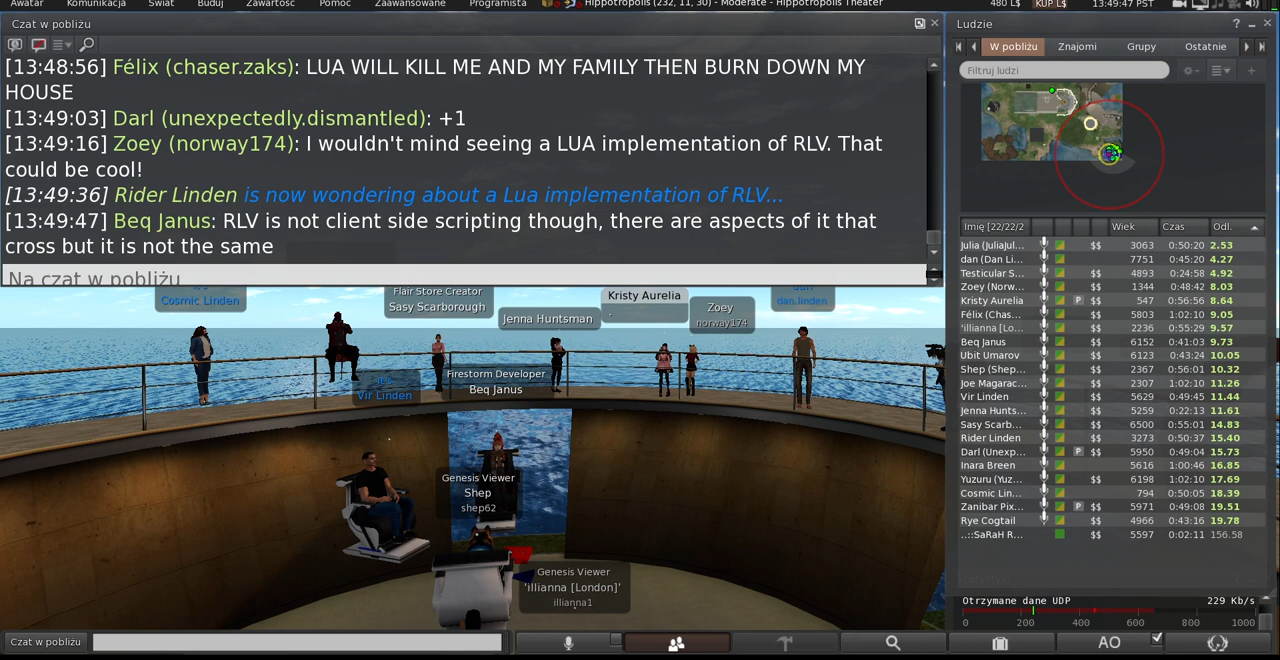 Awatar Komunikacja Świat Buduj Zawartość Pomoc Zaawansowane Programista Hippotropolis (232, 11, 30) - Moderate - Hippotropolis Theater 480 L$ KUP L$ 13:49:47 PST
Czat w pobliżu
[13:48:56] Félix (chaser.zaks): LUA WILL KILL ME AND MY FAMILY THEN BURN DOWN MY
HOUSE
[13:49:03] Darl (unexpectedly.dismantled): +1
[13:49:16] Zoey (norway174): I wouldn't mind seeing a LUA implementation of RLV. That
could be cool!
[13:49:36] Rider Linden is now wondering about a Lua implementation of RLV...
[13:49:47] Beq Janus: RLV is not client side scripting though, there are aspects of it that
cross but it is not the same
Na czat w pobliżu
Cosmic Linden
Flair Store Creator
Sasy Scarborough
Jenna Huntsman
Kristy Aurelia
.
Zoey
norway174
dan.linden
Vir Linden
Firestorm Developer
Beq Janus
Genesis Viewer
Shep
shep62
Genesis Viewer
'illianna [London]'
illianna1
Czat w pobliżu
Ludzie
W pobliżu Znajomi Grupy Ostatnie
Filtruj ludzi
Imię [22/22/2 Wiek Czas Odl.
Julia (JuliaJul... $$ 3063 0:50:20 2.53
dan (Dan Li... 7751 0:45:20 4.27
Testicular S... $$ 4893 0:24:58 4.92
Zoey (Norw... $$ 1344 0:48:42 8.03
Kristy Aurelia P $$ 547 0:56:56 8.64
Félix (Chas... $$ 5803 1:02:10 9.05
'illianna [Lo... $$ 2236 0:55:29 9.57
Beq Janus $$ 6152 0:41:03 9.73
Ubit Umarov $$ 6123 0:43:24 10.05
Shep (Shep... $$ 2367 0:56:01 10.32
Joe Magarac... $$ 2307 1:02:10 11.26
Vir Linden $$ 5629 0:49:45 11.44
Jenna Hunts... $$ 5259 0:22:13 11.61
Sasy Scarb... $$ 6500 0:55:01 14.83
Rider Linden $$ 3273 0:50:37 15.40
Darl (Unexp... P $$ 5950 0:49:04 15.73
Inara Breen 5616 1:00:46 16.85
Yuzuru (Yuz... $$ 6198 1:02:10 17.69
Cosmic Lin... 794 0:50:05 18.39
Zanibar Pix... P $$ 5971 0:49:08 19.51
Rye Cogtail $$ 4966 0:43:16 19.78
..::SaRaH R... $$ 5597 0:02:11 156.58
Otrzymane dane UDP 229 Kb/s
0 200 400 600 800 1000
AO